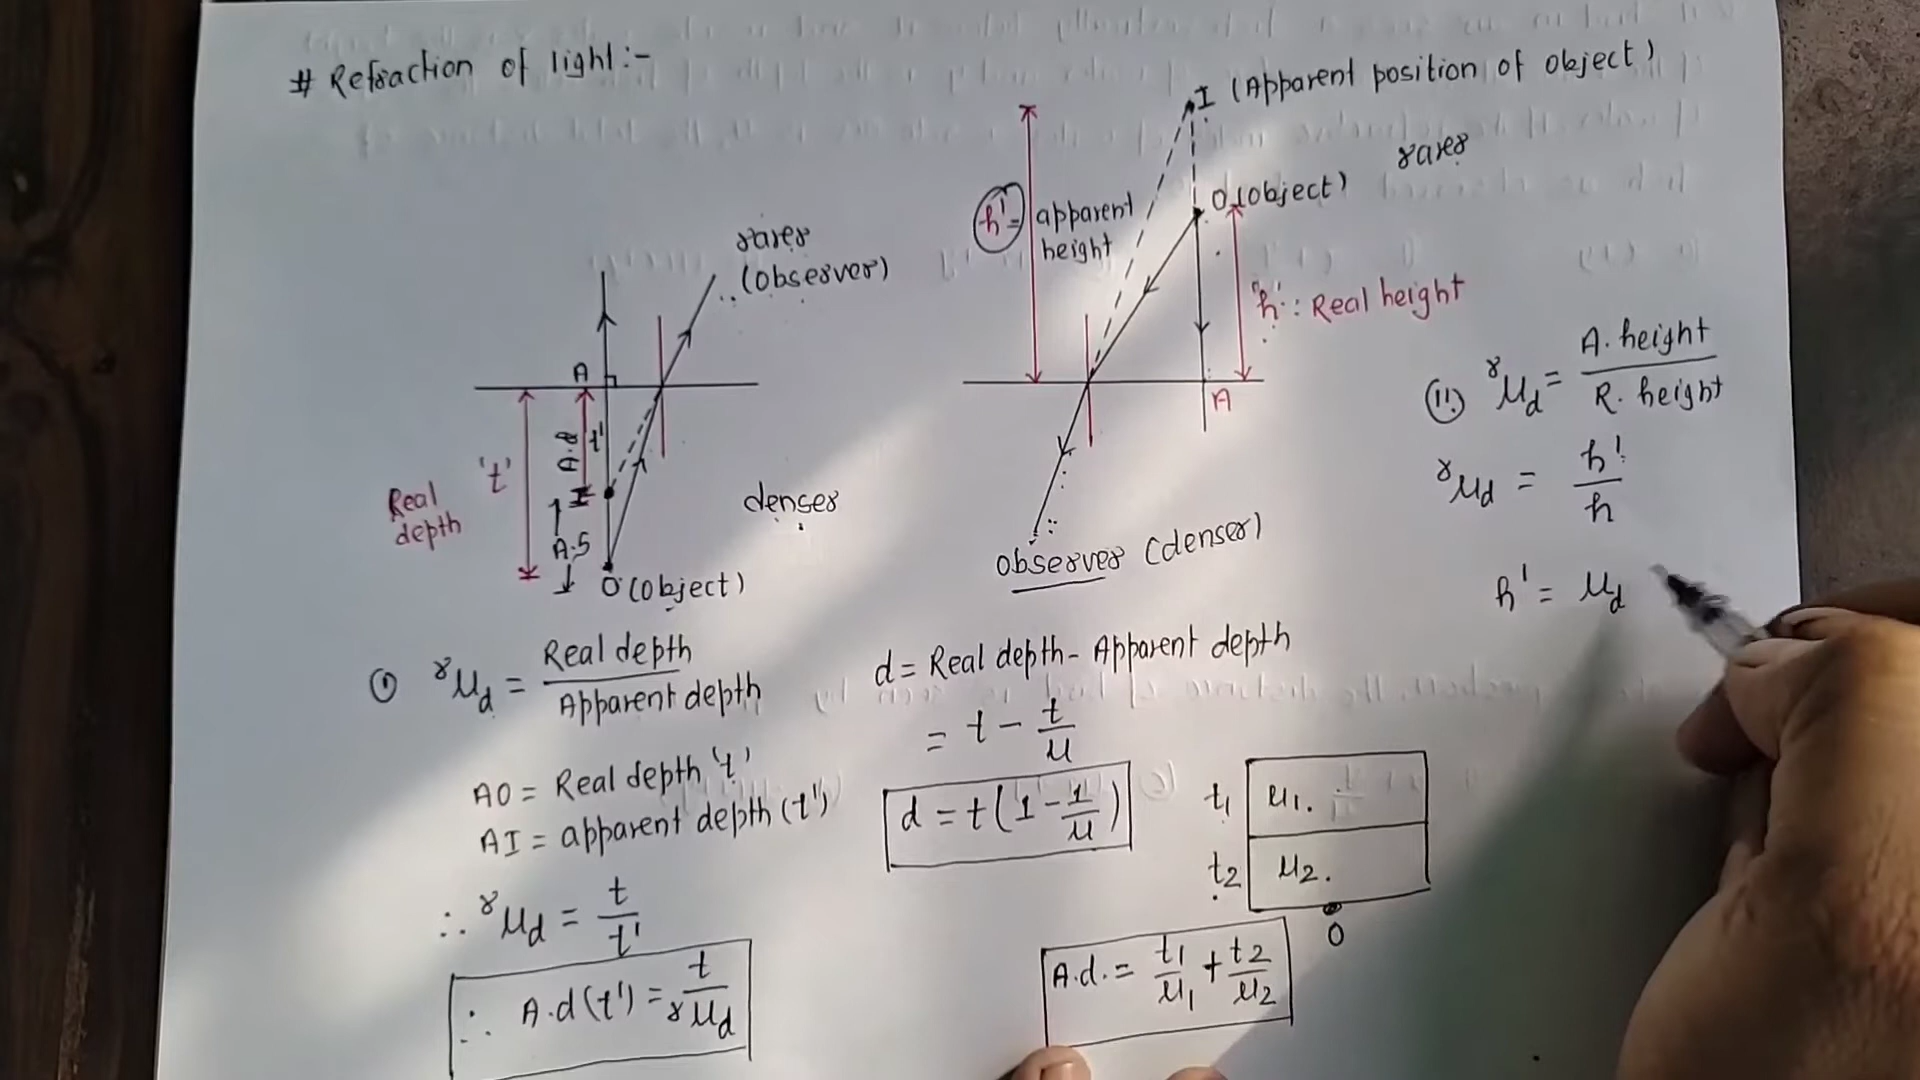 # Refraction of light:-
I (Apparent position of object)
rarer
O (object)
h' = apparent
height
'h': Real height
A
observer (denser)
rarer
(observer)
A
't'
Real
depth
A.d
t'
I
A.S
O (object)
denser
① ʳμd = Real depth / Apparent depth
AO = Real depth 't'
AI = apparent depth (t')
∴ ʳμd = t / t'
∴ A.d (t') = t / ʳμd
d = Real depth - Apparent depth
= t - t / μ
d = t (1 - 1 / μ)
t₁ μ₁.
t₂ μ₂.
O
A.d. = t₁ / μ₁ + t₂ / μ₂
(11) ʳμd = A. height / R. height
ʳμd = h' / h
h' = μd